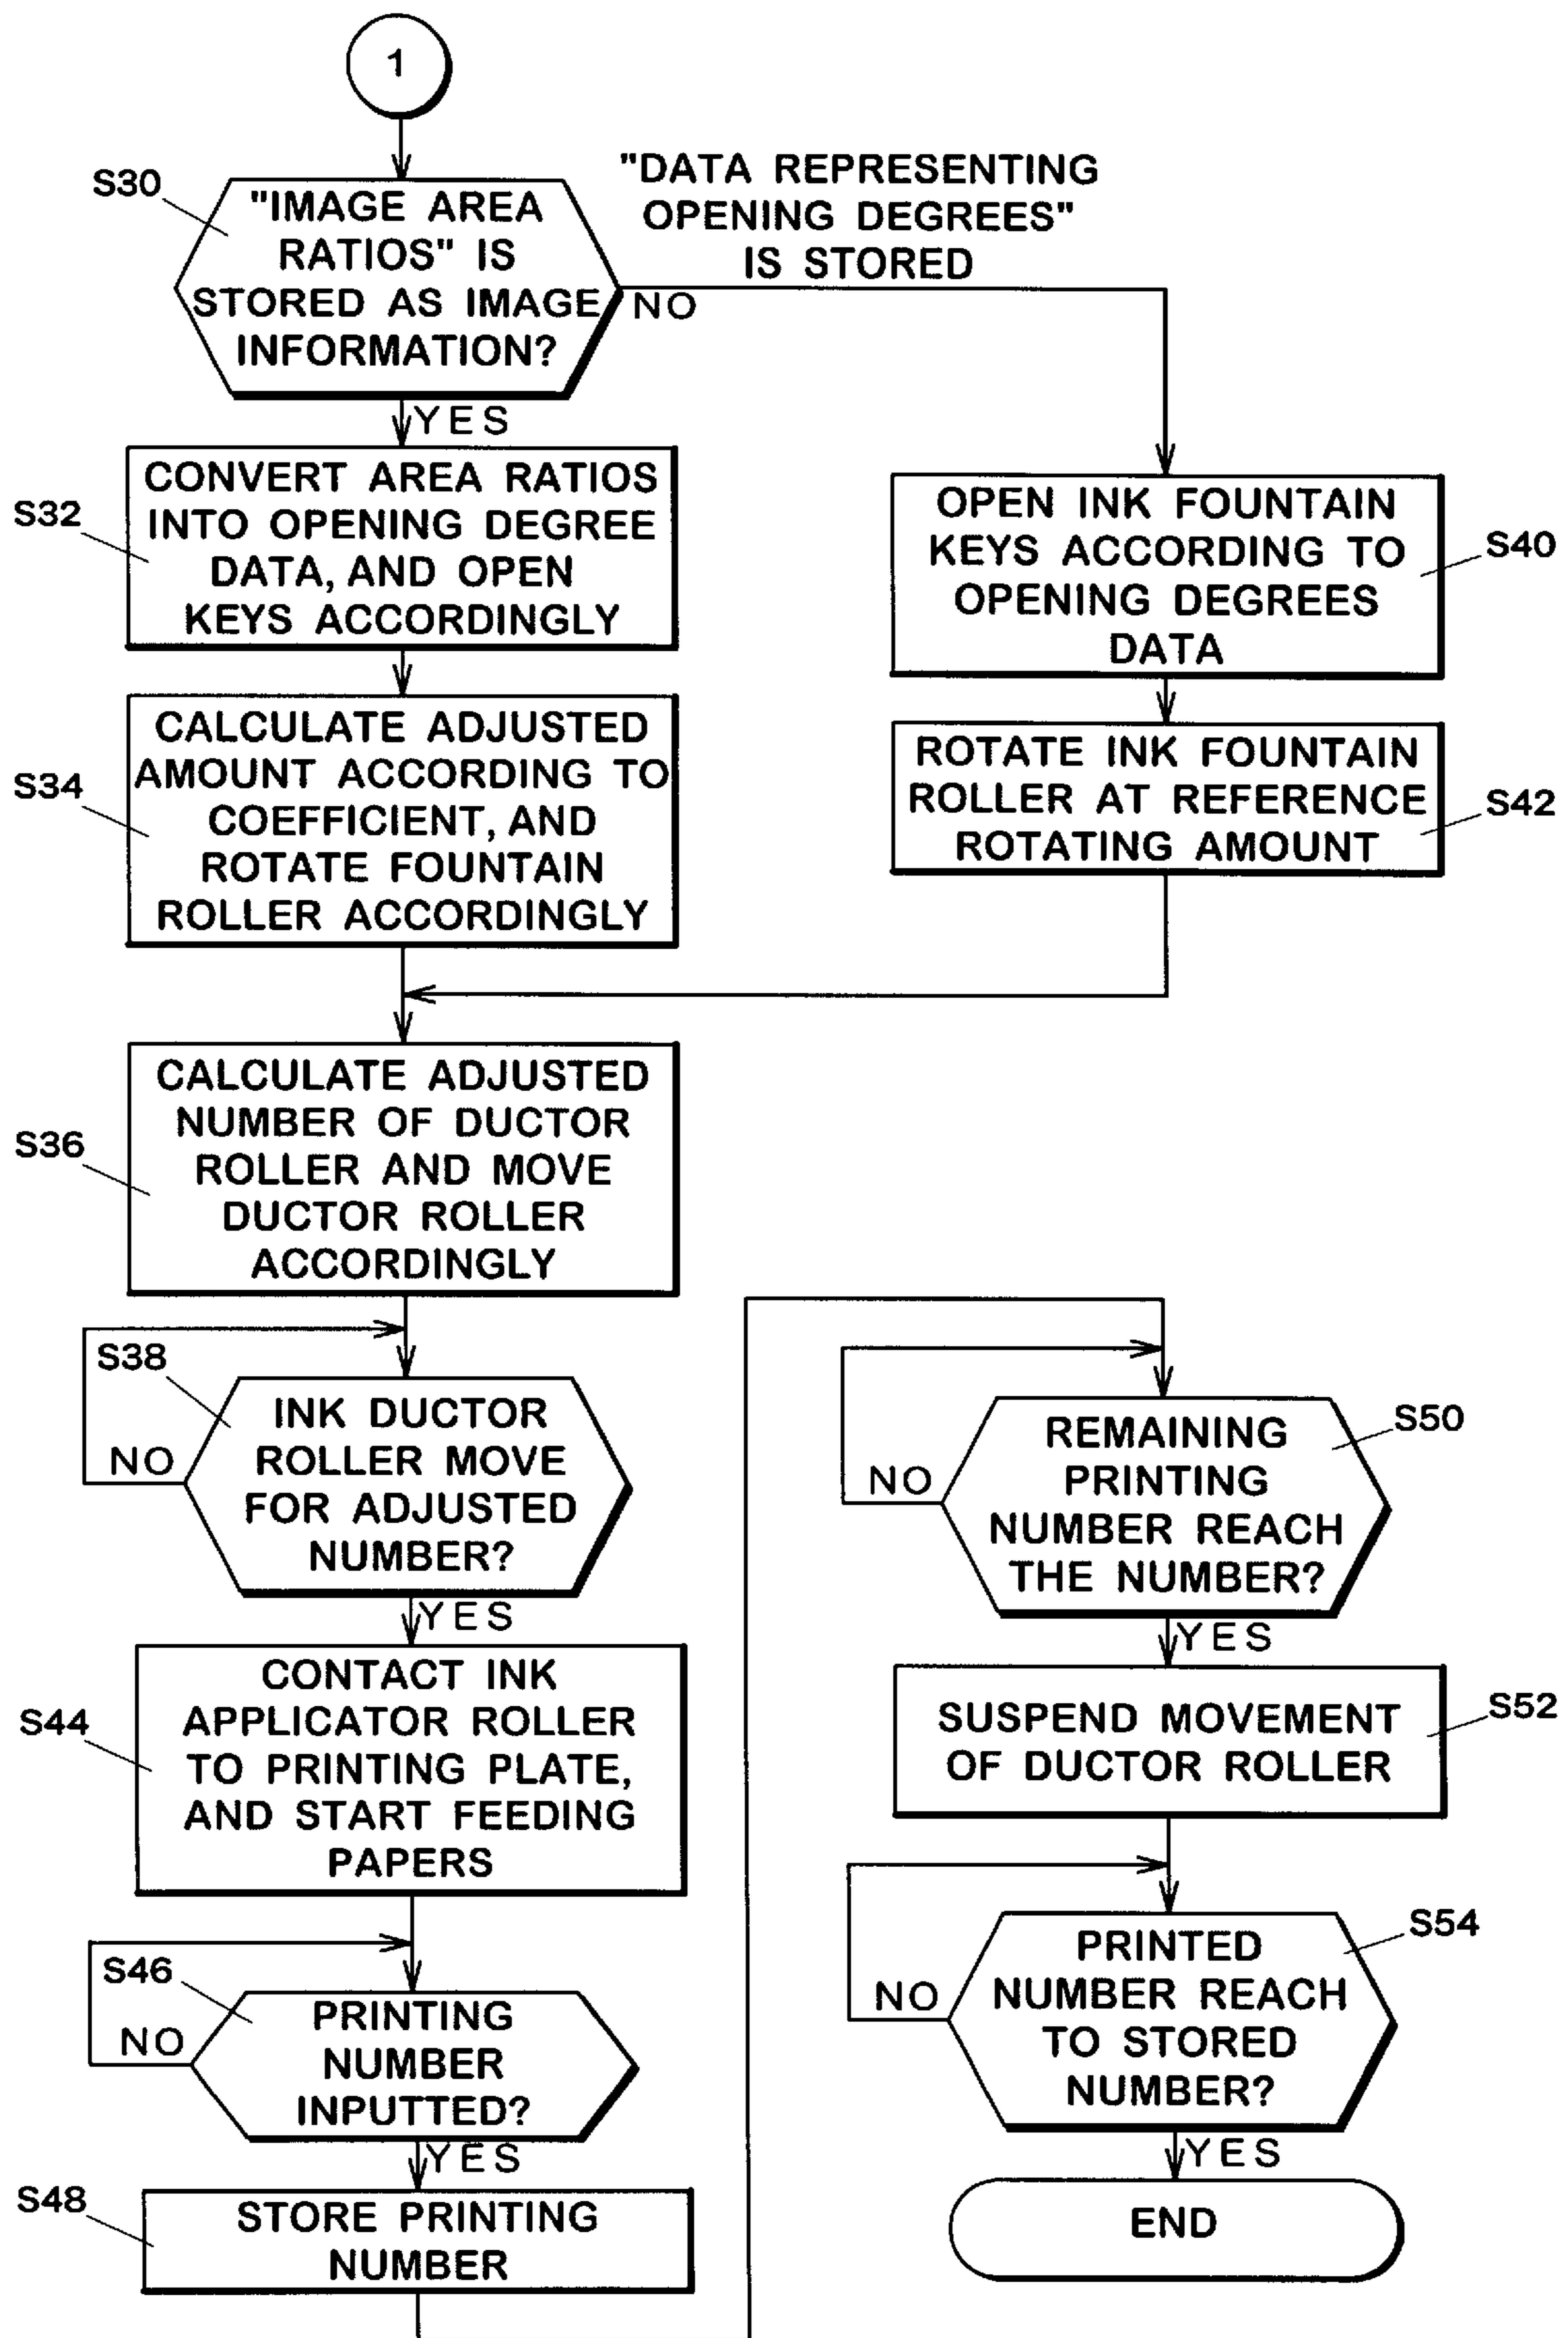 1
S30
"IMAGE AREA
RATIOS" IS
STORED AS IMAGE
INFORMATION?
"DATA REPRESENTING
OPENING DEGREES"
IS STORED
NO
YES
S32
CONVERT AREA RATIOS
INTO OPENING DEGREE
DATA, AND OPEN
KEYS ACCORDINGLY
S34
CALCULATE ADJUSTED
AMOUNT ACCORDING TO
COEFFICIENT, AND
ROTATE FOUNTAIN
ROLLER ACCORDINGLY
OPEN INK FOUNTAIN
KEYS ACCORDING TO
OPENING DEGREES
DATA
S40
ROTATE INK FOUNTAIN
ROLLER AT REFERENCE
ROTATING AMOUNT
S42
S36
CALCULATE ADJUSTED
NUMBER OF DUCTOR
ROLLER AND MOVE
DUCTOR ROLLER
ACCORDINGLY
S38
INK DUCTOR
ROLLER MOVE
FOR ADJUSTED
NUMBER?
NO
YES
S44
CONTACT INK
APPLICATOR ROLLER
TO PRINTING PLATE,
AND START FEEDING
PAPERS
S46
PRINTING
NUMBER
INPUTTED?
NO
YES
S48
STORE PRINTING
NUMBER
S50
REMAINING
PRINTING
NUMBER REACH
THE NUMBER?
NO
YES
SUSPEND MOVEMENT
OF DUCTOR ROLLER
S52
S54
PRINTED
NUMBER REACH
TO STORED
NUMBER?
NO
YES
END